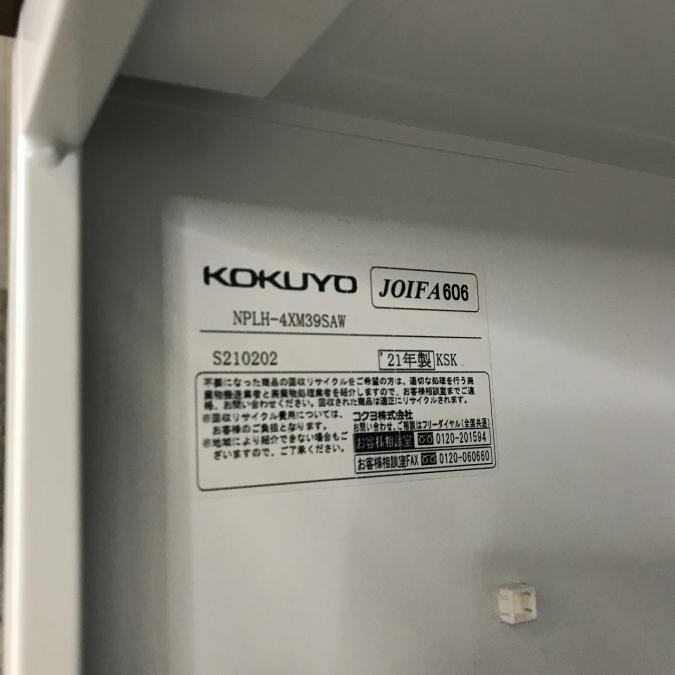 KOKUYO
JOIFA606
NPLH-4XM39SAW
S210202
'21年製 KSK
不要になった商品の回収リサイクルをご希望の方は、適切な処理を行う廃
棄物搬送業者と廃棄物処理業者を紹介しますので、お客様相談室までご連
絡、お問い合わせください。回収された商品は適正にリサイクルされます。
※回収リサイクル費用については、
お客様のご負担となります。
※地域により紹介できない場合もご
ざいますので、ご了承ください。
コクヨ株式会社
お問い合わせ、ご相談はフリーダイヤル(全国共通)
お客様相談室 0120-201594
お客様相談室FAX 0120-060660